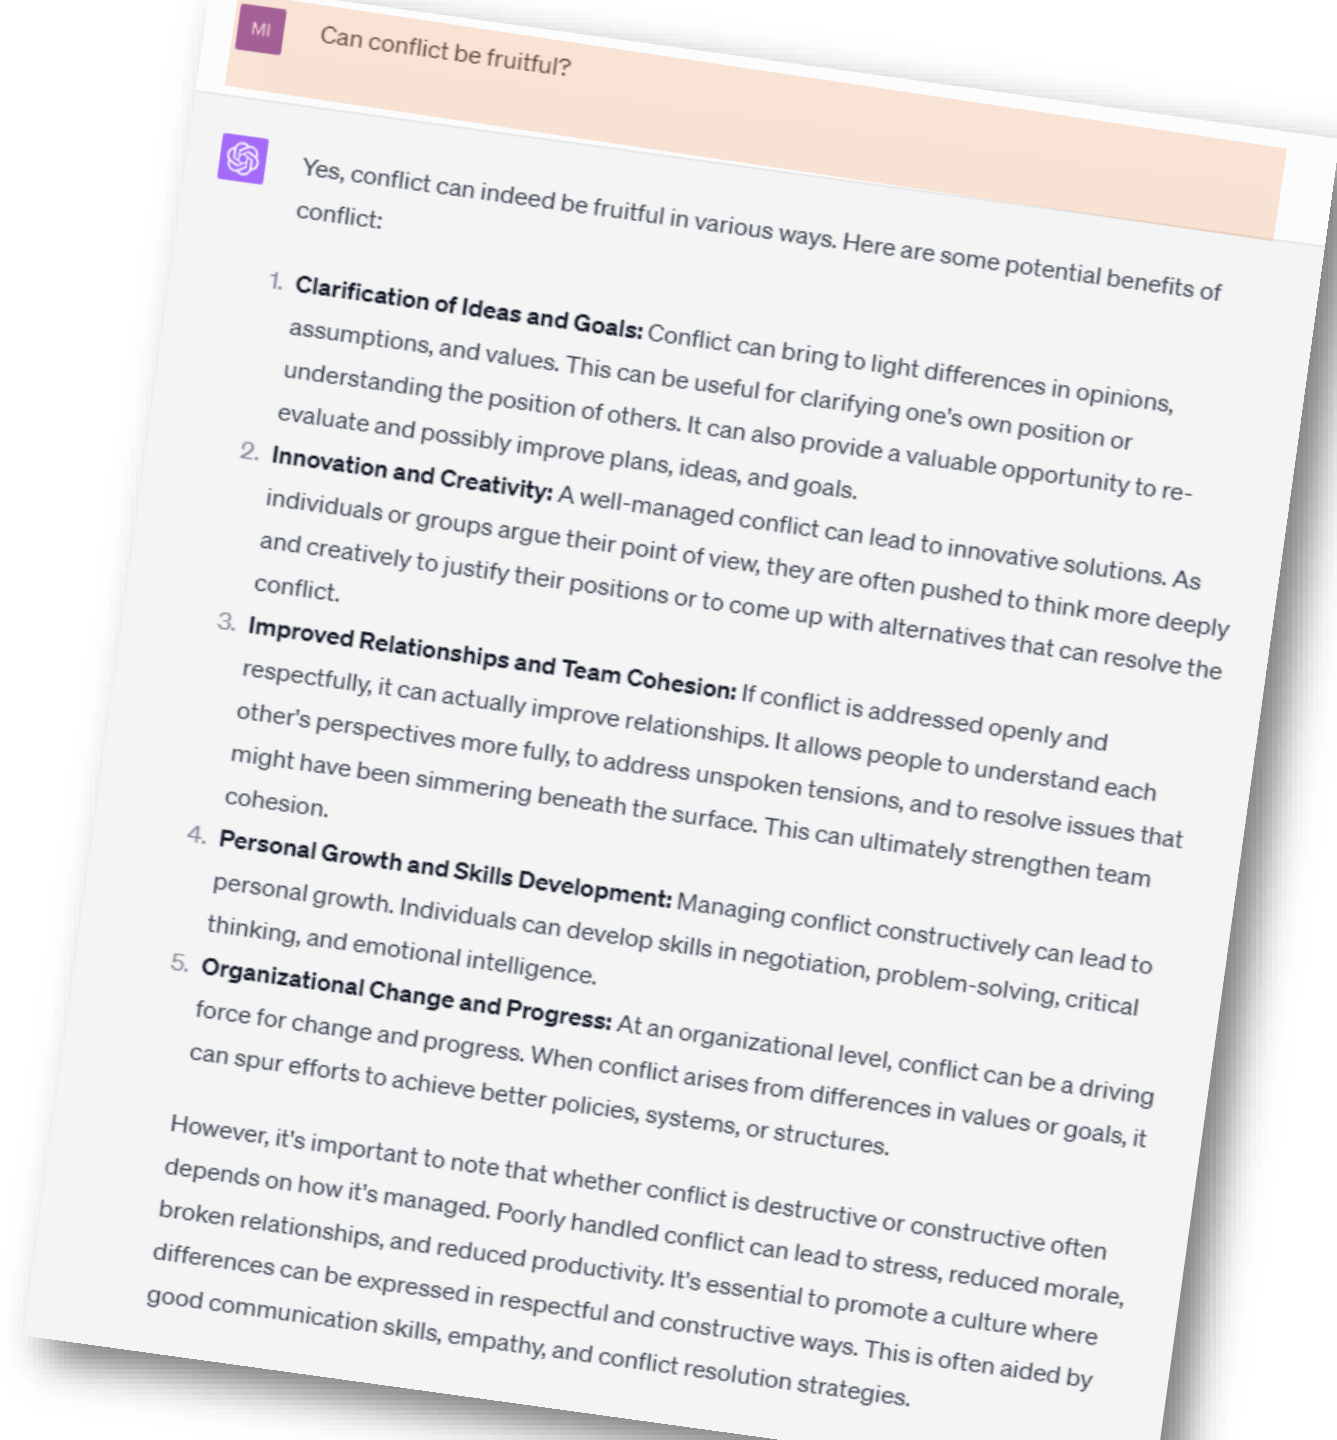 MI
Can conflict be fruitful?
Yes, conflict can indeed be fruitful in various ways. Here are some potential benefits of
conflict:
1. Clarification of Ideas and Goals: Conflict can bring to light differences in opinions,
assumptions, and values. This can be useful for clarifying one's own position or
understanding the position of others. It can also provide a valuable opportunity to re-
evaluate and possibly improve plans, ideas, and goals.
2. Innovation and Creativity: A well-managed conflict can lead to innovative solutions. As
individuals or groups argue their point of view, they are often pushed to think more deeply
and creatively to justify their positions or to come up with alternatives that can resolve the
conflict.
3. Improved Relationships and Team Cohesion: If conflict is addressed openly and
respectfully, it can actually improve relationships. It allows people to understand each
other's perspectives more fully, to address unspoken tensions, and to resolve issues that
might have been simmering beneath the surface. This can ultimately strengthen team
cohesion.
4. Personal Growth and Skills Development: Managing conflict constructively can lead to
personal growth. Individuals can develop skills in negotiation, problem-solving, critical
thinking, and emotional intelligence.
5. Organizational Change and Progress: At an organizational level, conflict can be a driving
force for change and progress. When conflict arises from differences in values or goals, it
can spur efforts to achieve better policies, systems, or structures.
However, it's important to note that whether conflict is destructive or constructive often
depends on how it's managed. Poorly handled conflict can lead to stress, reduced morale,
broken relationships, and reduced productivity. It's essential to promote a culture where
differences can be expressed in respectful and constructive ways. This is often aided by
good communication skills, empathy, and conflict resolution strategies.